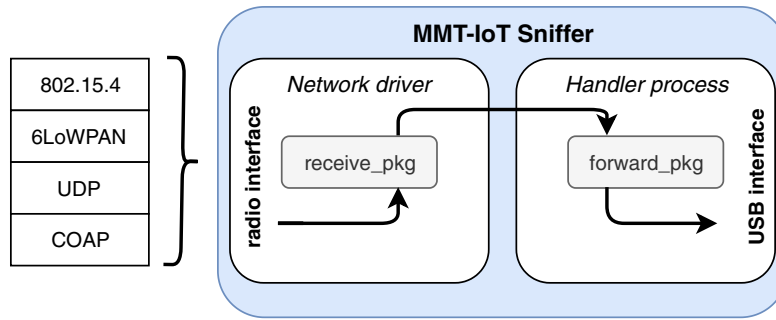 MMT-IoT Sniffer
802.15.4
6LoWPAN
UDP
COAP
Network driver
radio interface
receive_pkg
Handler process
forward_pkg
USB interface